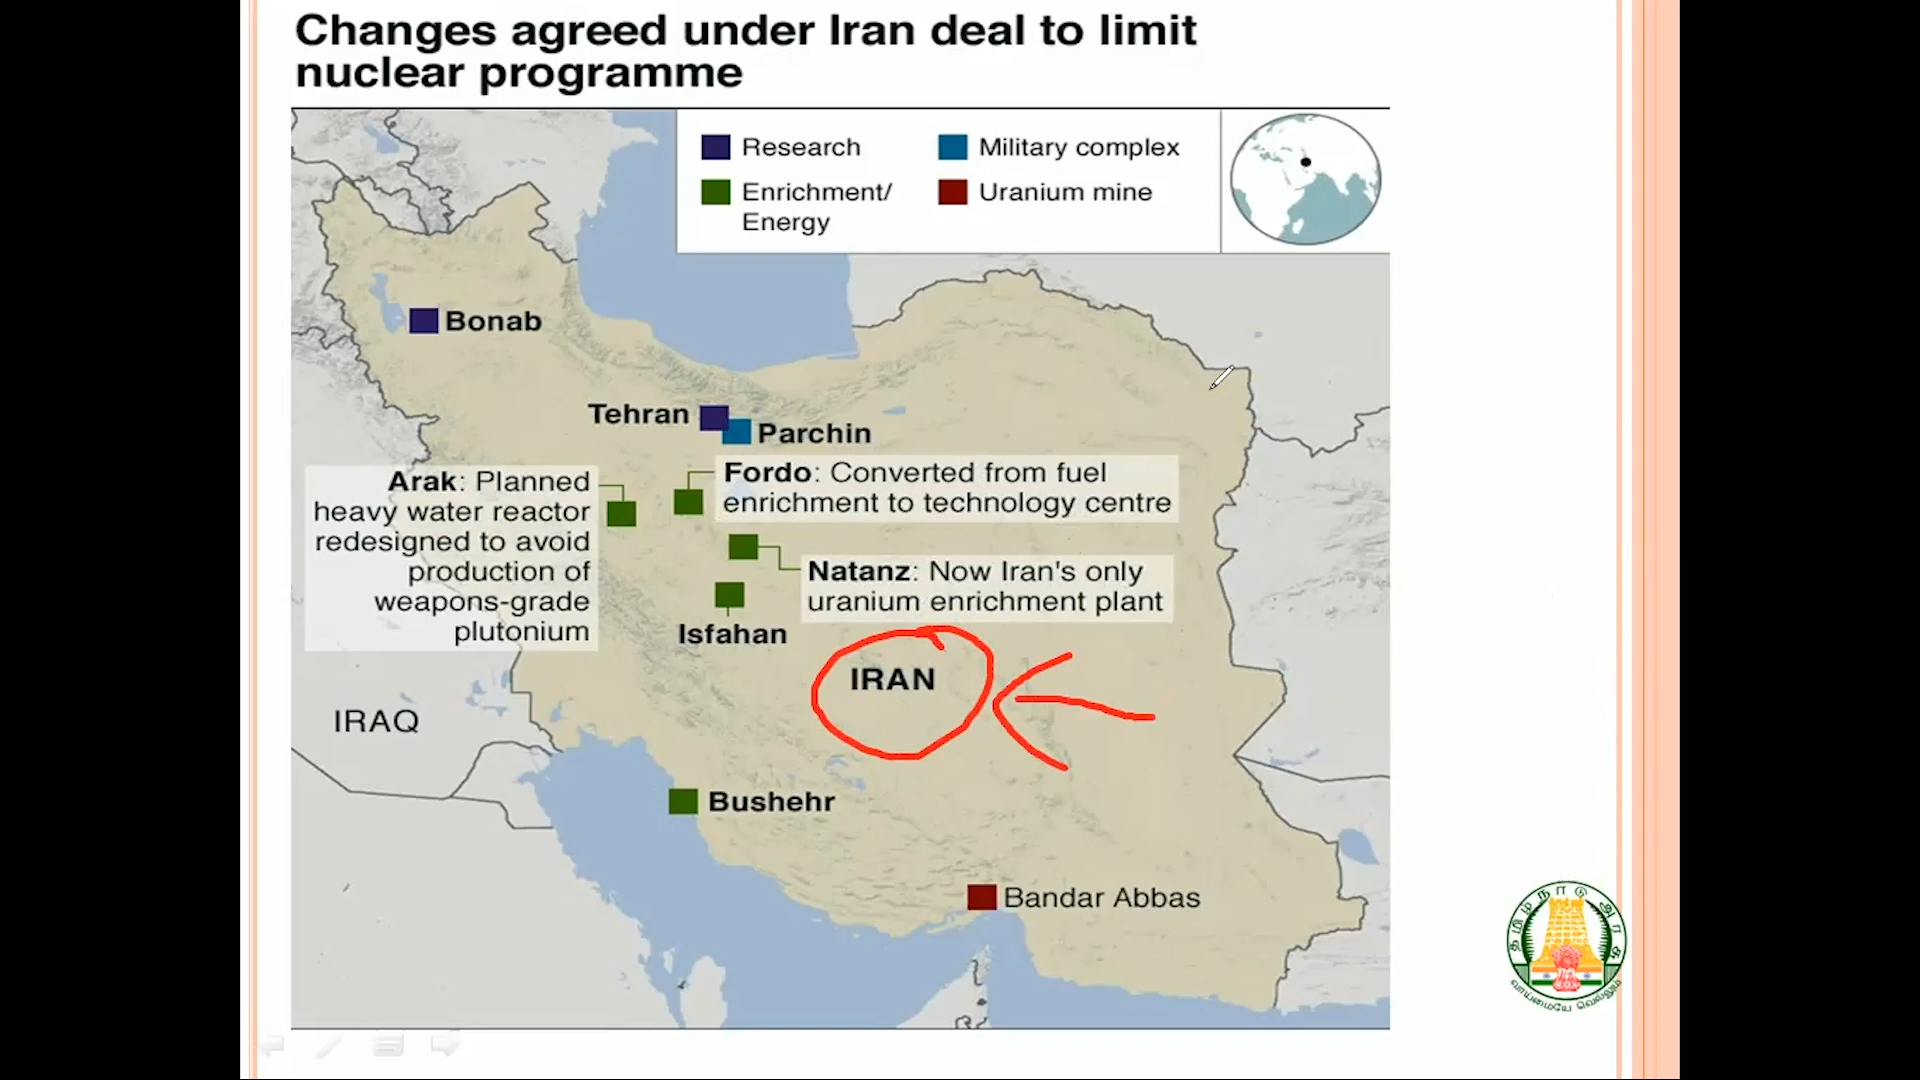 Changes agreed under Iran deal to limit
nuclear programme
Research
Military complex
Enrichment/
Energy
Uranium mine
Bonab
Tehran
Parchin
Fordo: Converted from fuel
enrichment to technology centre
Arak: Planned
heavy water reactor
redesigned to avoid
production of
weapons-grade
plutonium
Natanz: Now Iran's only
uranium enrichment plant
Isfahan
IRAN
IRAQ
Bushehr
Bandar Abbas
தமிழ்நாடு அரசு
வாய்மையே வெல்லும்